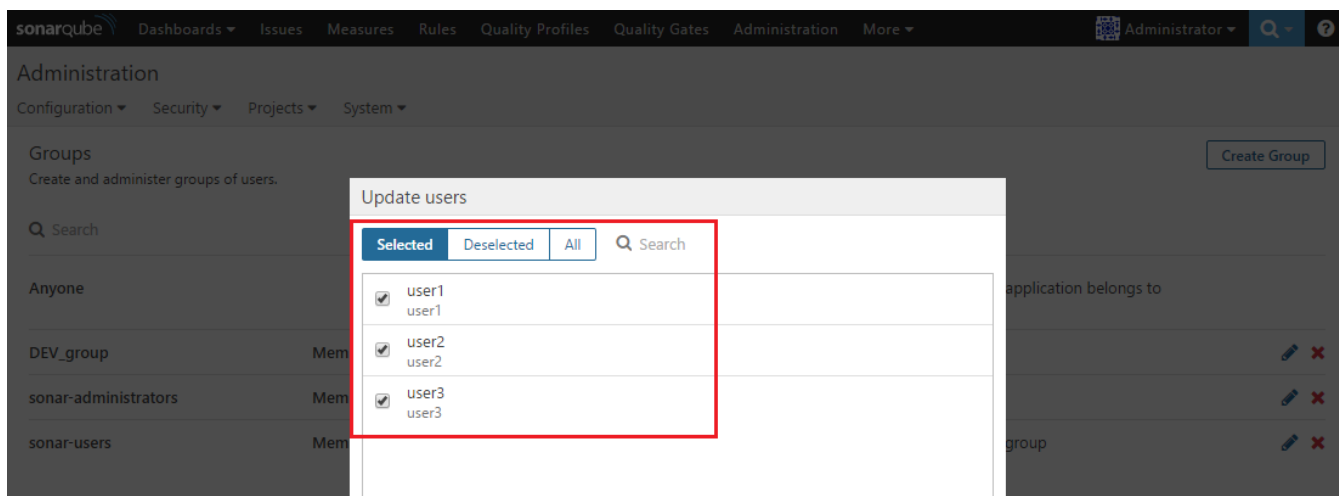 sonarqube Dashboards Issues Measures Rules Quality Profiles Quality Gates Administration More Administrator ?
Administration
Configuration Security Projects System
Groups
Create Group
Create and administer groups of users.
Update users
Search
Selected Deselected All Search
user1
Anyone
application belongs to
user1
user2
DEV_group Mem
user2
user3
sonar-administrators Mem
user3
sonar-users Mem
group